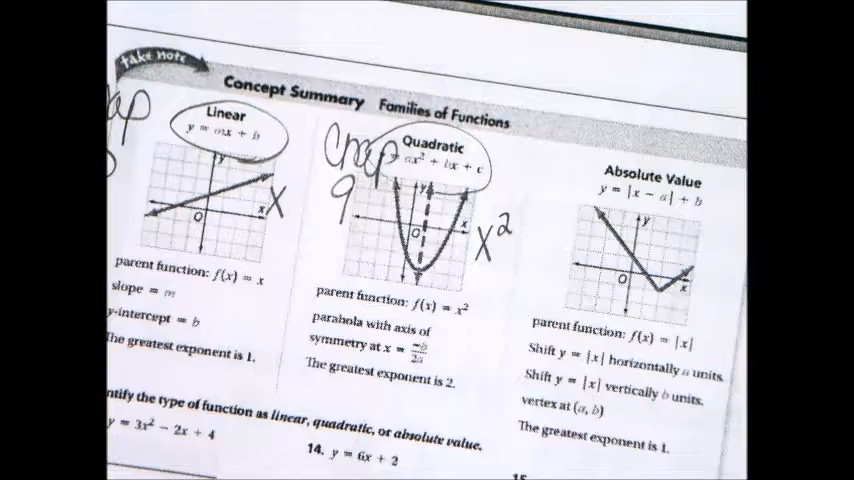 take note
Concept Summary Families of Functions
Linear
y = mx + b
y
O
x
x
parent function: f(x) = x
slope = m
y-intercept = b
The greatest exponent is 1.
Chap
9
Quadratic
= ax² + bx + c
y
O
x
x²
parent function: f(x) = x²
parabola with axis of
symmetry at x = -b/2a
The greatest exponent is 2.
Absolute Value
y = |x - a| + b
y
O
x
parent function: f(x) = |x|
Shift y = |x| horizontally a units.
Shift y = |x| vertically b units.
vertex at (a, b)
The greatest exponent is 1.
ntify the type of function as linear, quadratic, or absolute value.
y = 3x² - 2x + 4
14. y = 6x + 2
15